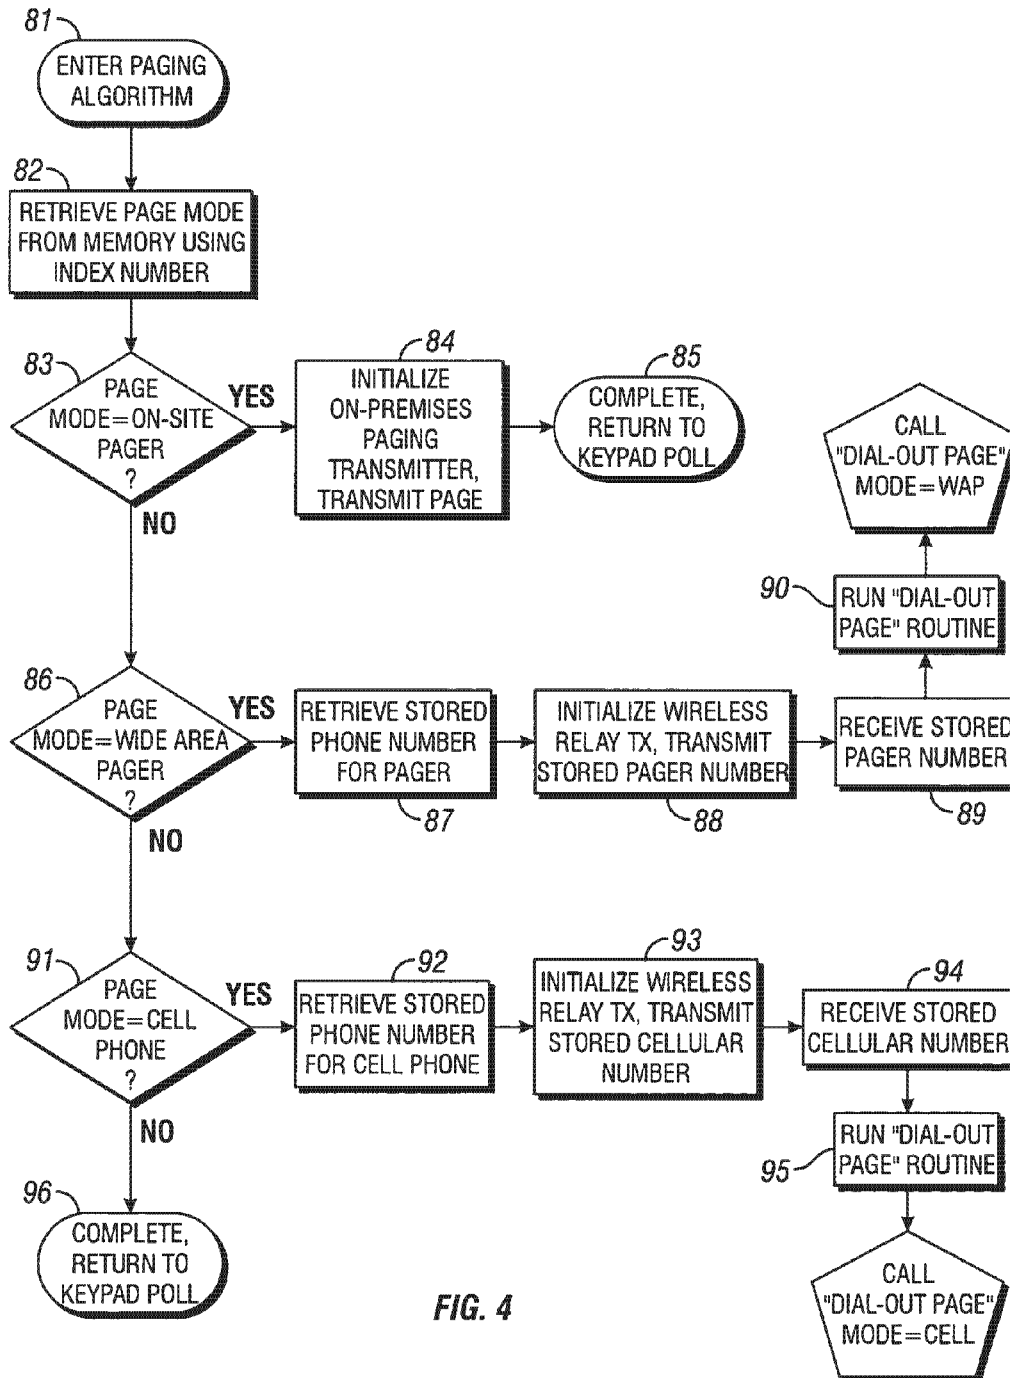 81
ENTER PAGING
ALGORITHM
82
RETRIEVE PAGE MODE
FROM MEMORY USING
INDEX NUMBER
83
PAGE
MODE=ON-SITE
PAGER
?
YES
NO
84
INITIALIZE
ON-PREMISES
PAGING
TRANSMITTER,
TRANSMIT PAGE
85
COMPLETE,
RETURN TO
KEYPAD POLL
86
PAGE
MODE=WIDE AREA
PAGER
?
YES
NO
RETRIEVE STORED
PHONE NUMBER
FOR PAGER
87
INITIALIZE WIRELESS
RELAY TX, TRANSMIT
STORED PAGER NUMBER
88
RECEIVE STORED
PAGER NUMBER
89
90
RUN "DIAL-OUT
PAGE" ROUTINE
CALL
"DIAL-OUT PAGE"
MODE=WAP
91
PAGE
MODE=CELL
PHONE
?
YES
NO
92
RETRIEVE STORED
PHONE NUMBER
FOR CELL PHONE
93
INITIALIZE WIRELESS
RELAY TX, TRANSMIT
STORED CELLULAR
NUMBER
94
RECEIVE STORED
CELLULAR NUMBER
95
RUN "DIAL-OUT
PAGE" ROUTINE
CALL
"DIAL-OUT PAGE"
MODE=CELL
96
COMPLETE,
RETURN TO
KEYPAD POLL
FIG. 4